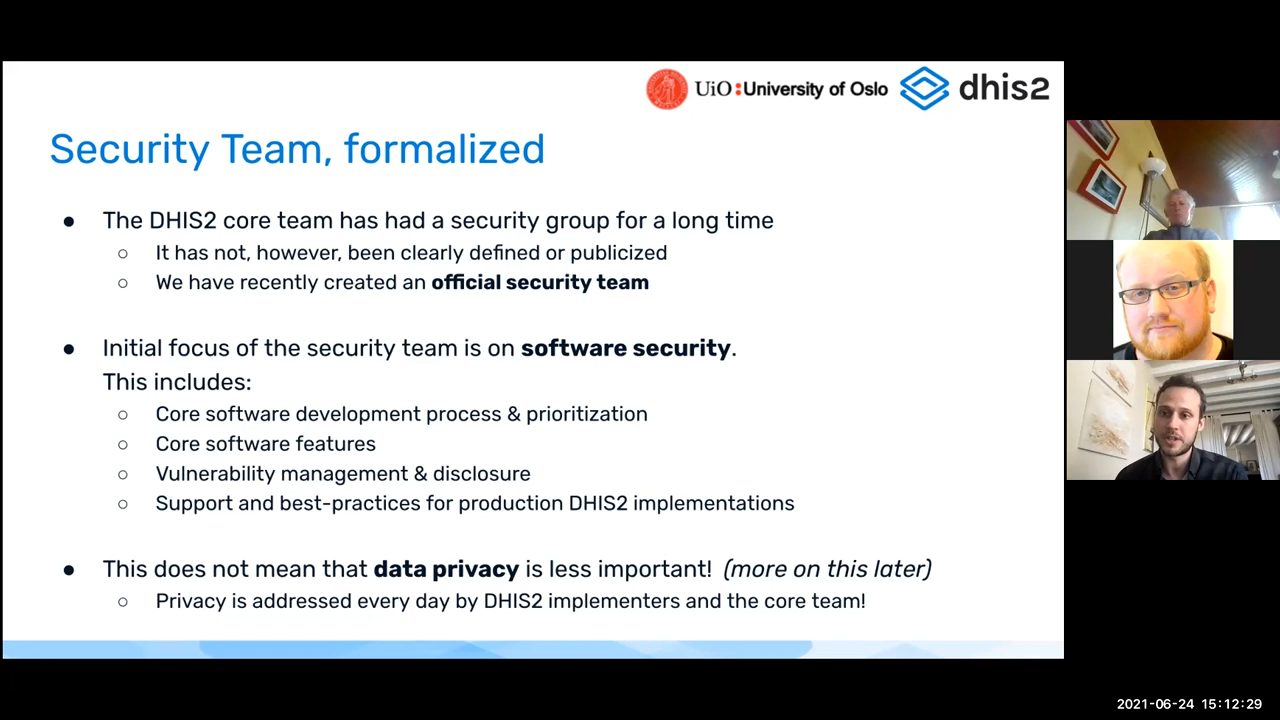 UiO:University of Oslo dhis2
Security Team, formalized
● The DHIS2 core team has had a security group for a long time
○ It has not, however, been clearly defined or publicized
○ We have recently created an official security team
● Initial focus of the security team is on software security.
This includes:
○ Core software development process & prioritization
○ Core software features
○ Vulnerability management & disclosure
○ Support and best-practices for production DHIS2 implementations
● This does not mean that data privacy is less important! (more on this later)
○ Privacy is addressed every day by DHIS2 implementers and the core team!
2021-06-24 15:12:29